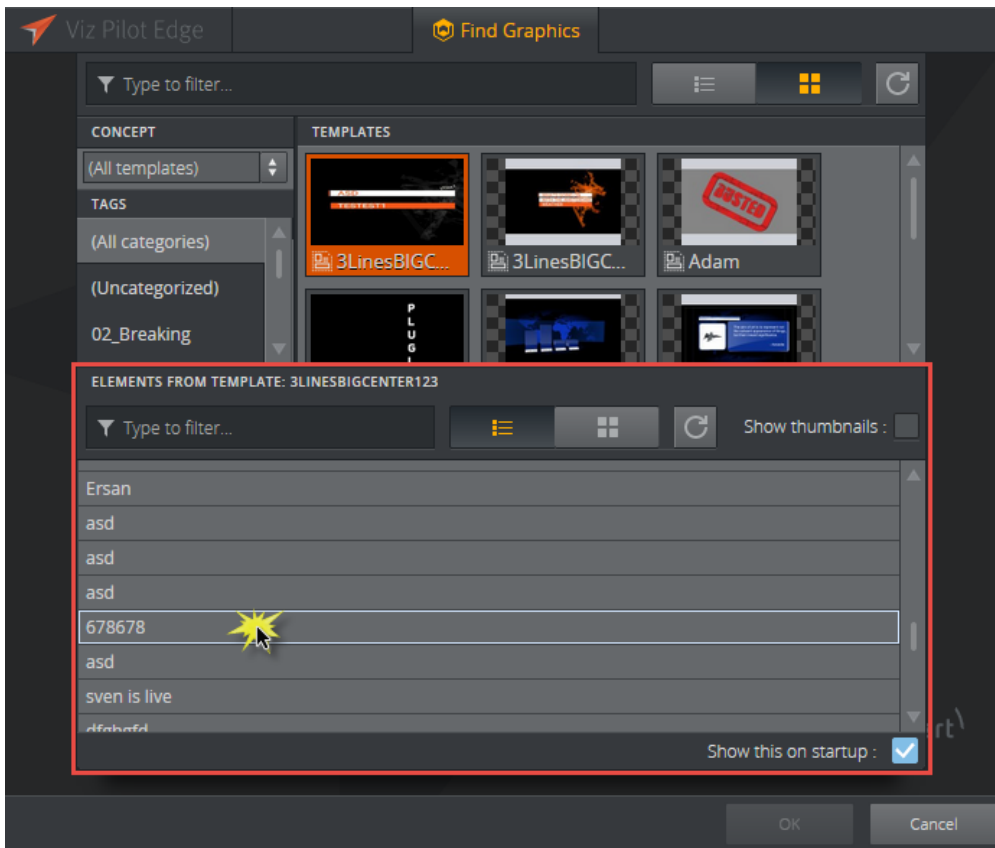 Viz Pilot Edge
Find Graphics
Type to filter...
CONCEPT
TEMPLATES
(All templates)
TAGS
(All categories)
(Uncategorized)
02_Breaking
ASD
TESTEST1
3LinesBIGC...
3LinesBIGC...
BUSTED
Adam
PLUGI
ELEMENTS FROM TEMPLATE: 3LINESBIGCENTER123
Type to filter...
Show thumbnails :
Ersan
asd
asd
asd
678678
asd
sven is live
dfghgfd
Show this on startup :
OK
Cancel